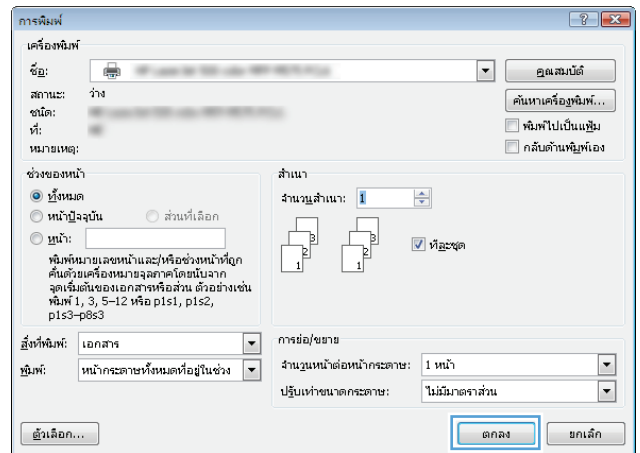 การพิมพ์
เครื่องพิมพ์
ชื่อ:
คุณสมบัติ
สถานะ: ว่าง
ค้นหาเครื่องพิมพ์...
ชนิด:
ที่:
พิมพ์ไปเป็นแฟ้ม
หมายเหตุ:
กลับด้านพิมพ์เอง
ช่วงของหน้า
ทั้งหมด
หน้าปัจจุบัน ส่วนที่เลือก
หน้า:
พิมพ์หมายเลขหน้าและ/หรือช่วงหน้าที่ถูก
คั่นด้วยเครื่องหมายจุลภาคโดยนับจาก
จุดเริ่มต้นของเอกสารหรือส่วน ตัวอย่างเช่น
พิมพ์ 1, 3, 5–12 หรือ p1s1, p1s2,
p1s3–p8s3
สำเนา
จำนวนสำเนา: 1
3 3
2 2
1 1
ทีละชุด
สิ่งที่พิมพ์: เอกสาร
พิมพ์: หน้ากระดาษทั้งหมดที่อยู่ในช่วง
การย่อ/ขยาย
จำนวนหน้าต่อหน้ากระดาษ: 1 หน้า
ปรับเท่าขนาดกระดาษ: ไม่มีมาตราส่วน
ตัวเลือก...
ตกลง
ยกเลิก